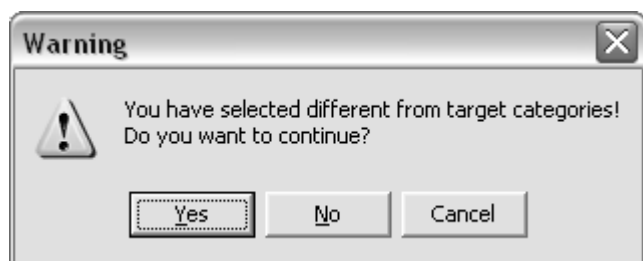 Warning
You have selected different from target categories!
Do you want to continue?
Yes No Cancel